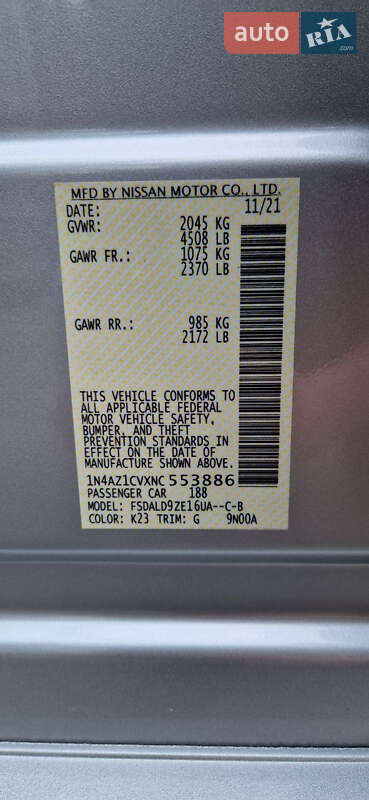 auto RIA
.com
MFD BY NISSAN MOTOR CO., LTD.
DATE: 11/21
GVWR: 2045 KG
4508 LB
GAWR FR.: 1075 KG
2370 LB
GAWR RR.: 985 KG
2172 LB
THIS VEHICLE CONFORMS TO
ALL APPLICABLE FEDERAL
MOTOR VEHICLE SAFETY,
BUMPER, AND THEFT
PREVENTION STANDARDS IN
EFFECT ON THE DATE OF
MANUFACTURE SHOWN ABOVE.
1N4AZ1CVXNC553886
PASSENGER CAR 188
MODEL: FSDALD9ZE16UA--C-B
COLOR: K23 TRIM: G 9N00A